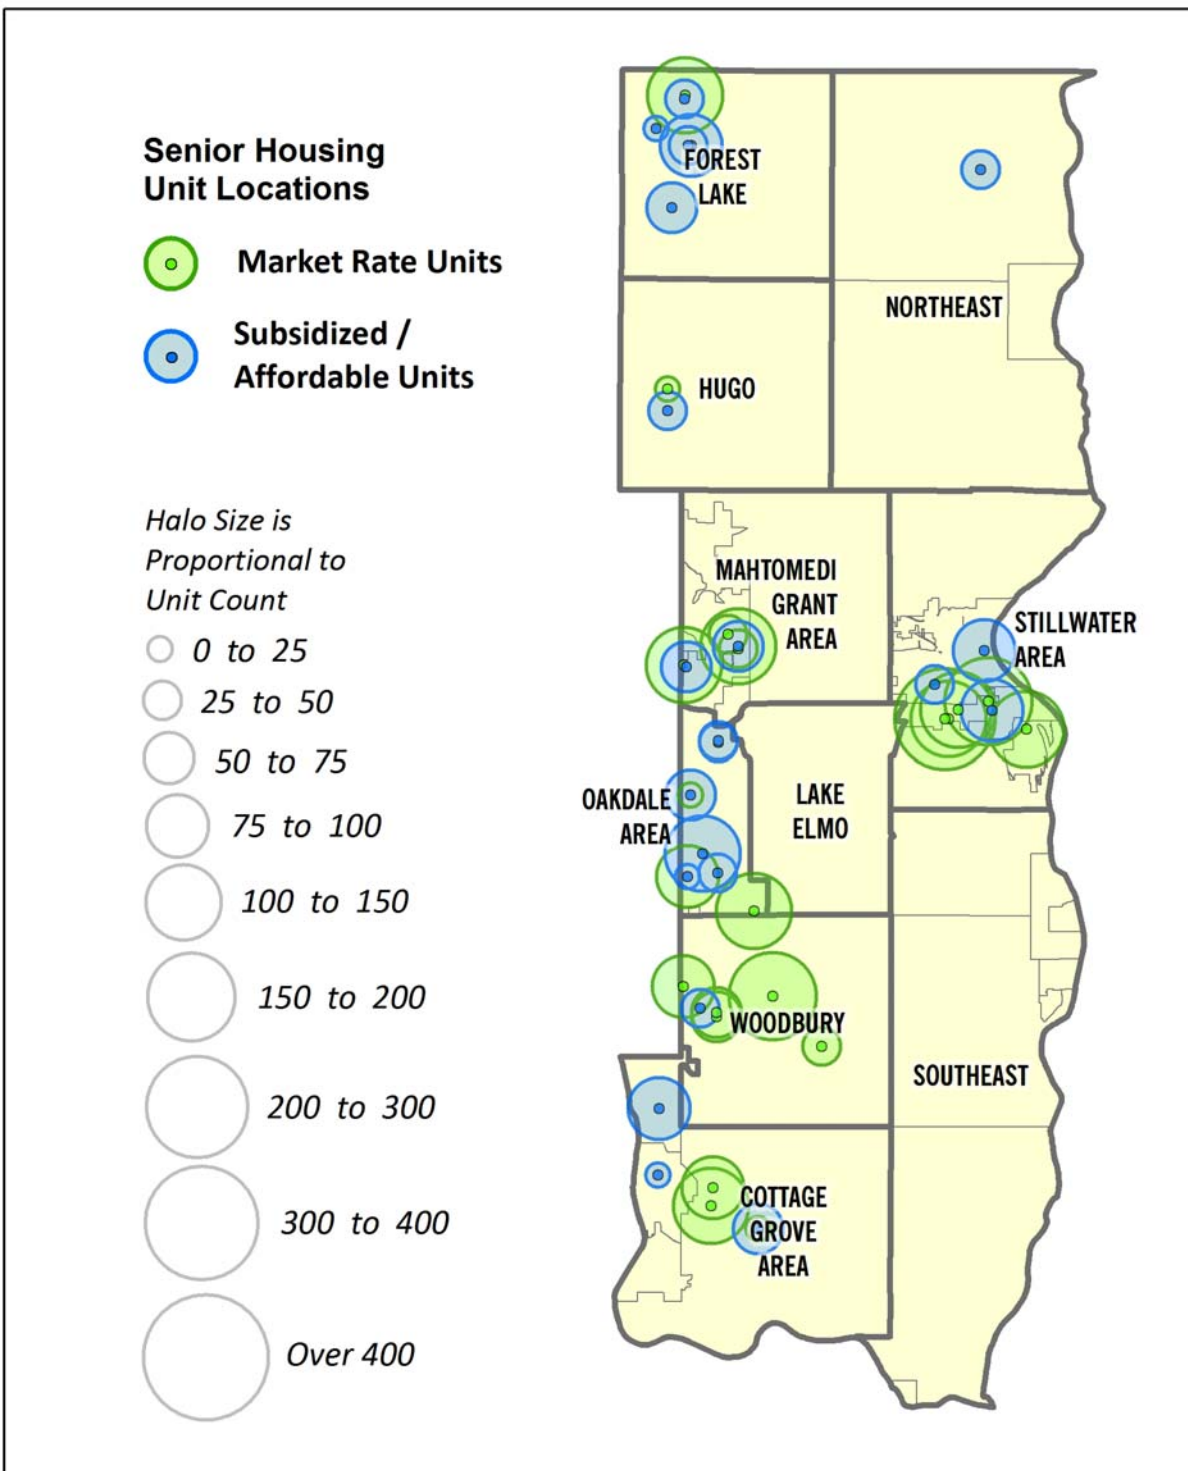 Senior Housing
Unit Locations
Market Rate Units
Subsidized /
Affordable Units
Halo Size is
Proportional to
Unit Count
0 to 25
25 to 50
50 to 75
75 to 100
100 to 150
150 to 200
200 to 300
300 to 400
Over 400
FOREST
LAKE
NORTHEAST
HUGO
MAHTOMEDI
GRANT
AREA
STILLWATER
AREA
OAKDALE
AREA
LAKE
ELMO
WOODBURY
SOUTHEAST
COTTAGE
GROVE
AREA